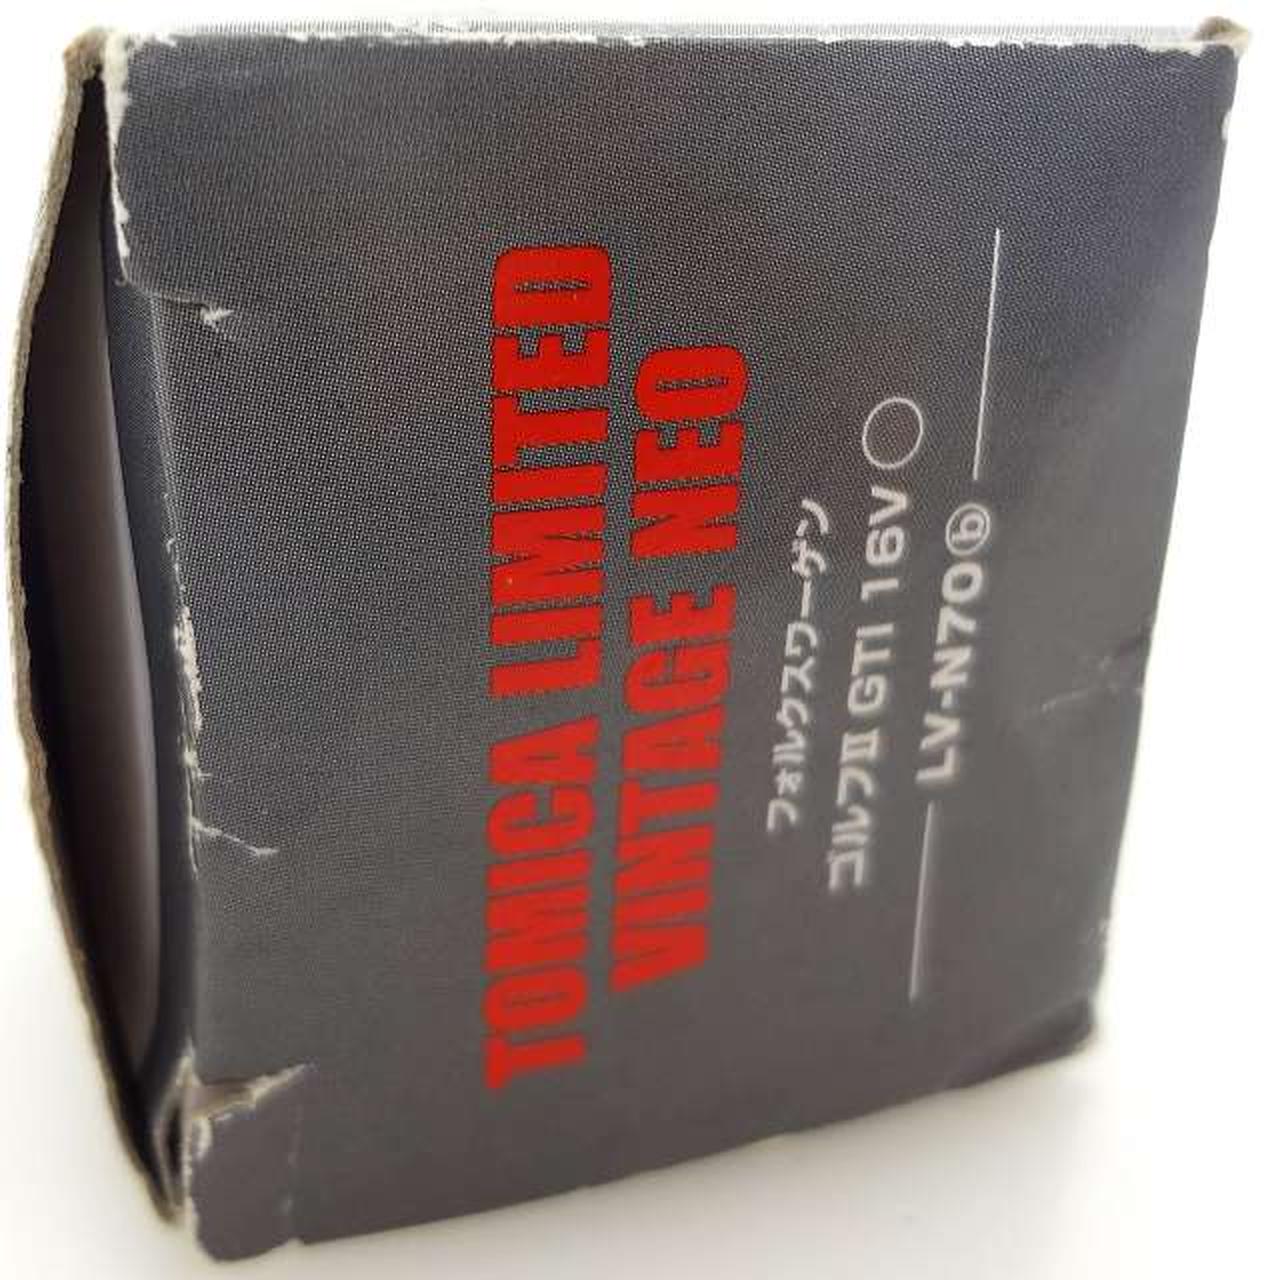 TOMICA LIMITED
VINTAGE NEO
フォルクスワーゲン
ゴルフⅡ GTI 16V
LV-N70ⓑ